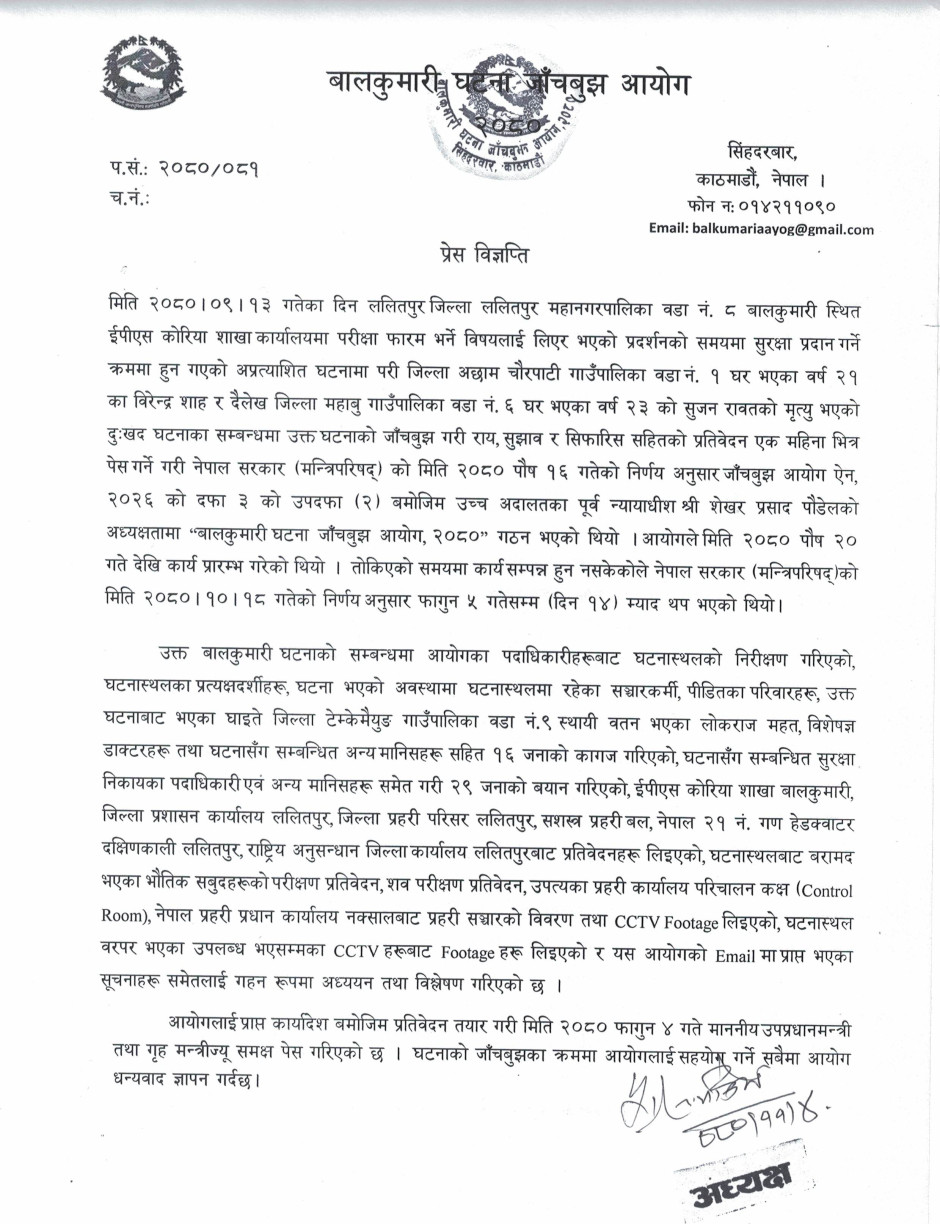 बालकुमारी घटना जाँचबुझ आयोग
२०८०
बालकुमारी घटना जाँचबुझ आयोग, २०८०
सिंहदरबार, काठमाडौं
सिंहदरबार,
प.सं.: २०८०/०८१
काठमाडौं, नेपाल ।
च.नं.:
फोन न: ०१४२११०९०
Email: balkumariaayog@gmail.com
प्रेस विज्ञप्ति
मिति २०८०।०९।१३ गतेका दिन ललितपुर जिल्ला ललितपुर महानगरपालिका वडा नं. ८ बालकुमारी स्थित
ईपीएस कोरिया शाखा कार्यालयमा परीक्षा फारम भर्ने विषयलाई लिएर भएको प्रदर्शनको समयमा सुरक्षा प्रदान गर्ने
क्रममा हुन गएको अप्रत्याशित घटनामा परी जिल्ला अछाम चौरपाटी गाउँपालिका वडा नं. १ घर भएका वर्ष २१
का विरेन्द्र शाह र दैलेख जिल्ला महाबु गाउँपालिका वडा नं. ६ घर भएका वर्ष २३ को सुजन रावतको मृत्यु भएको
दुःखद घटनाका सम्बन्धमा उक्त घटनाको जाँचबुझ गरी राय, सुझाव र सिफारिस सहितको प्रतिवेदन एक महिना भित्र
पेस गर्ने गरी नेपाल सरकार (मन्त्रिपरिषद्) को मिति २०८० पौष १६ गतेको निर्णय अनुसार जाँचबुझ आयोग ऐन,
२०२६ को दफा ३ को उपदफा (२) बमोजिम उच्च अदालतका पूर्व न्यायाधीश श्री शेखर प्रसाद पौडेलको
अध्यक्षतामा “बालकुमारी घटना जाँचबुझ आयोग, २०८०” गठन भएको थियो । आयोगले मिति २०८० पौष २०
गते देखि कार्य प्रारम्भ गरेको थियो । तोकिएको समयमा कार्य सम्पन्न हुन नसकेकोले नेपाल सरकार (मन्त्रिपरिषद्)को
मिति २०८०।१०।१८ गतेको निर्णय अनुसार फागुन ५ गतेसम्म (दिन १४) म्याद थप भएको थियो।
उक्त बालकुमारी घटनाको सम्बन्धमा आयोगका पदाधिकारीहरूबाट घटनास्थलको निरीक्षण गरिएको,
घटनास्थलका प्रत्यक्षदर्शीहरू, घटना भएको अवस्थामा घटनास्थलमा रहेका सञ्चारकर्मी, पीडितका परिवारहरू, उक्त
घटनाबाट भएका घाइते जिल्ला टेम्केमैयुङ गाउँपालिका वडा नं.९ स्थायी वतन भएका लोकराज महत, विशेषज्ञ
डाक्टरहरू तथा घटनासँग सम्बन्धित अन्य मानिसहरू सहित १६ जनाको कागज गरिएको, घटनासँग सम्बन्धित सुरक्षा
निकायका पदाधिकारी एवं अन्य मानिसहरू समेत गरी २९ जनाको बयान गरिएको, ईपीएस कोरिया शाखा बालकुमारी,
जिल्ला प्रशासन कार्यालय ललितपुर, जिल्ला प्रहरी परिसर ललितपुर, सशस्त्र प्रहरी बल, नेपाल २१ नं. गण हेडक्वाटर
दक्षिणकाली ललितपुर, राष्ट्रिय अनुसन्धान जिल्ला कार्यालय ललितपुरबाट प्रतिवेदनहरू लिइएको, घटनास्थलबाट बरामद
भएका भौतिक सबुदहरूको परीक्षण प्रतिवेदन, शव परीक्षण प्रतिवेदन, उपत्यका प्रहरी कार्यालय परिचालन कक्ष (Control
Room), नेपाल प्रहरी प्रधान कार्यालय नक्सालबाट प्रहरी सञ्चारको विवरण तथा CCTV Footage लिइएको, घटनास्थल
वरपर भएका उपलब्ध भएसम्मका CCTV हरूबाट Footage हरू लिइएको र यस आयोगको Email मा प्राप्त भएका
सूचनाहरू समेतलाई गहन रूपमा अध्ययन तथा विश्लेषण गरिएको छ ।
आयोगलाई प्राप्त कार्यादेश बमोजिम प्रतिवेदन तयार गरी मिति २०८० फागुन ४ गते माननीय उपप्रधानमन्त्री
तथा गृह मन्त्रीज्यू समक्ष पेस गरिएको छ । घटनाको जाँचबुझका क्रममा आयोगलाई सहयोग गर्ने सबैमा आयोग
धन्यवाद ज्ञापन गर्दछ।
अध्यक्ष